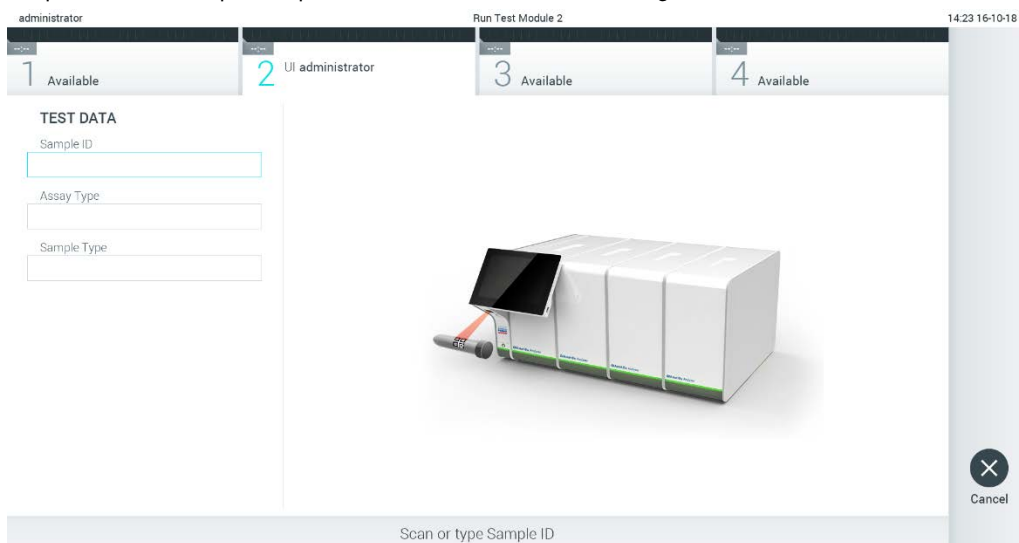 administrator
Run Test Module 2
14:23 16-10-18
--:--
--:--
--:--
--:--
1 Available
2 UI administrator
3 Available
4 Available
TEST DATA
Sample ID
Assay Type
Sample Type
Cancel
Scan or type Sample ID